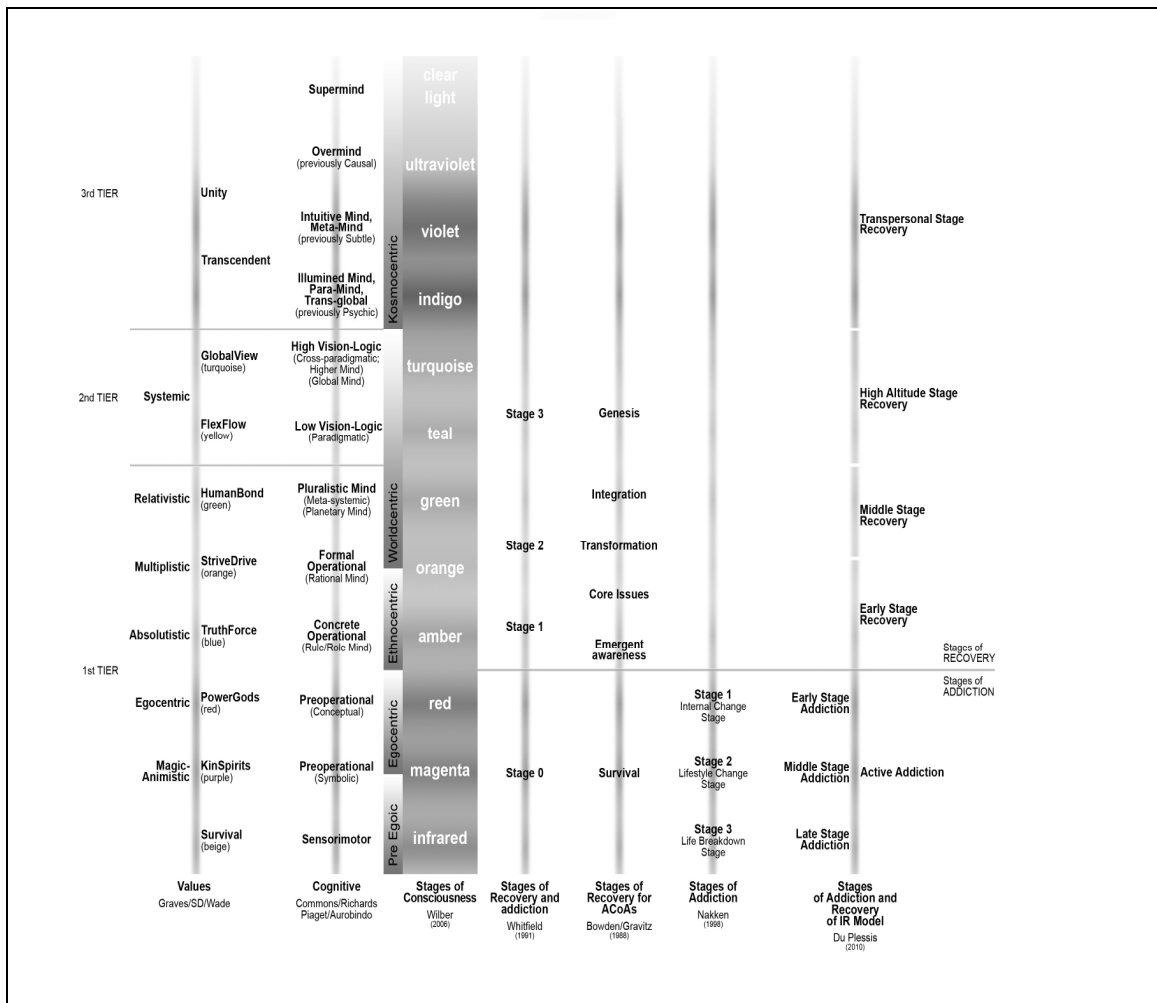 clear
light
Supermind
Overmind
(previously Causal)
ultraviolet
3rd TIER
Unity
Intuitive Mind,
Meta-Mind
(previously Subtle)
violet
Transpersonal Stage
Recovery
Transcendent
Illumined Mind,
Para-Mind,
Trans-global
(previously Psychic)
indigo
Kosmocentric
GlobalView
(turquoise)
High Vision-Logic
(Cross-paradigmatic;
Higher Mind)
(Global Mind)
turquoise
2nd TIER
Systemic
High Altitude Stage
Recovery
FlexFlow
(yellow)
Low Vision-Logic
(Paradigmatic)
teal
Stage 3
Genesis
Relativistic
HumanBond
(green)
Pluralistic Mind
(Meta-systemic)
(Planetary Mind)
Worldcentric
green
Integration
Middle Stage
Recovery
Multiplistic
StriveDrive
(orange)
Formal
Operational
(Rational Mind)
orange
Stage 2
Transformation
Core Issues
Absolutistic
TruthForce
(blue)
Concrete
Operational
(Rule/Role Mind)
Ethnocentric
amber
Stage 1
Emergent
awareness
Early Stage
Recovery
Stages of
RECOVERY
1st TIER
Stages of
ADDICTION
Egocentric
PowerGods
(red)
Preoperational
(Conceptual)
Egocentric
red
Stage 1
Internal Change
Stage
Early Stage
Addiction
Magic-
Animistic
KinSpirits
(purple)
Preoperational
(Symbolic)
magenta
Stage 0
Survival
Stage 2
Lifestyle Change
Stage
Middle Stage
Addiction
Active Addiction
Survival
(beige)
Sensorimotor
Pre Egoic
infrared
Stage 3
Life Breakdown
Stage
Late Stage
Addiction
Values
Graves/SD/Wade
Cognitive
Commons/Richards
Piaget/Aurobindo
Stages of
Consciousness
Wilber
(2006)
Stages of
Recovery and
addiction
Whitfield
(1991)
Stages of
Recovery for
ACoAs
Bowden/Gravitz
(1988)
Stages of
Addiction
Nakken
(1998)
Stages
of Addiction and
Recovery
of IR Model
Du Plessis
(2010)